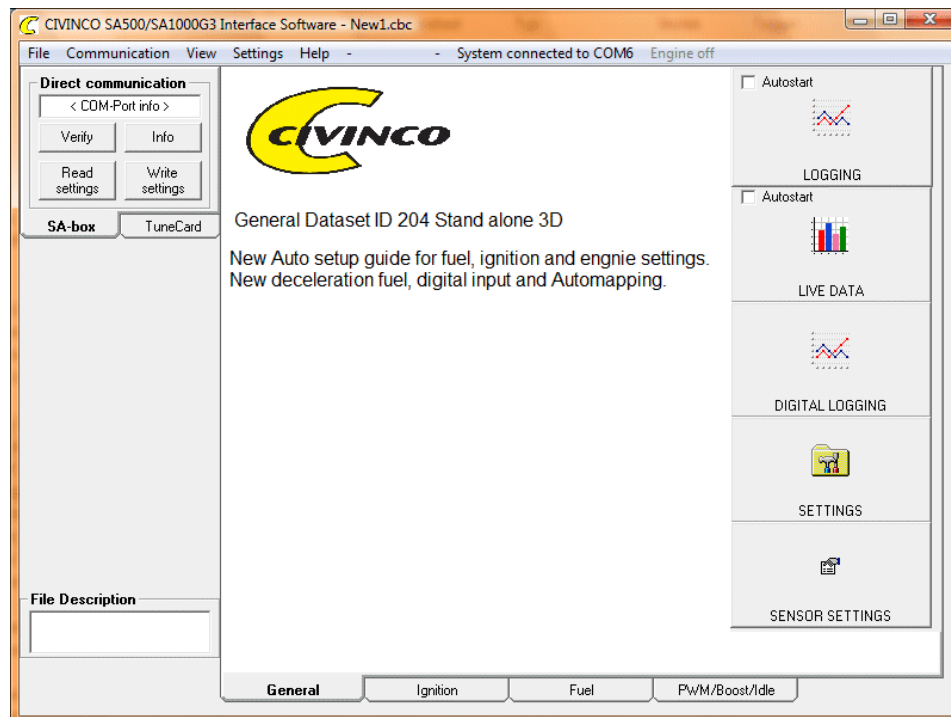 CIVINCO SA500/SA1000G3 Interface Software - New1.cbc
File Communication View Settings Help - - System connected to COM6 Engine off
Direct communication
< COM-Port info >
Verify Info
Read settings
Write settings
SA-box TuneCard
CIVINCO
General Dataset ID 204 Stand alone 3D
New Auto setup guide for fuel, ignition and engnie settings.
New deceleration fuel, digital input and Automapping.
Autostart
LOGGING
Autostart
LIVE DATA
DIGITAL LOGGING
SETTINGS
SENSOR SETTINGS
File Description
General Ignition Fuel PWM/Boost/Idle